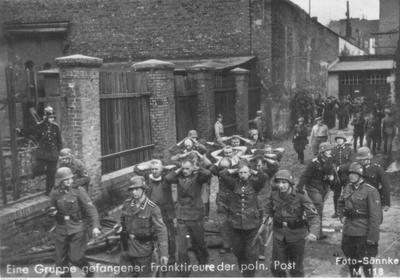 Eine Gruppe gefangener Franktireure der poln. Post
Foto-Sönnke
M 118